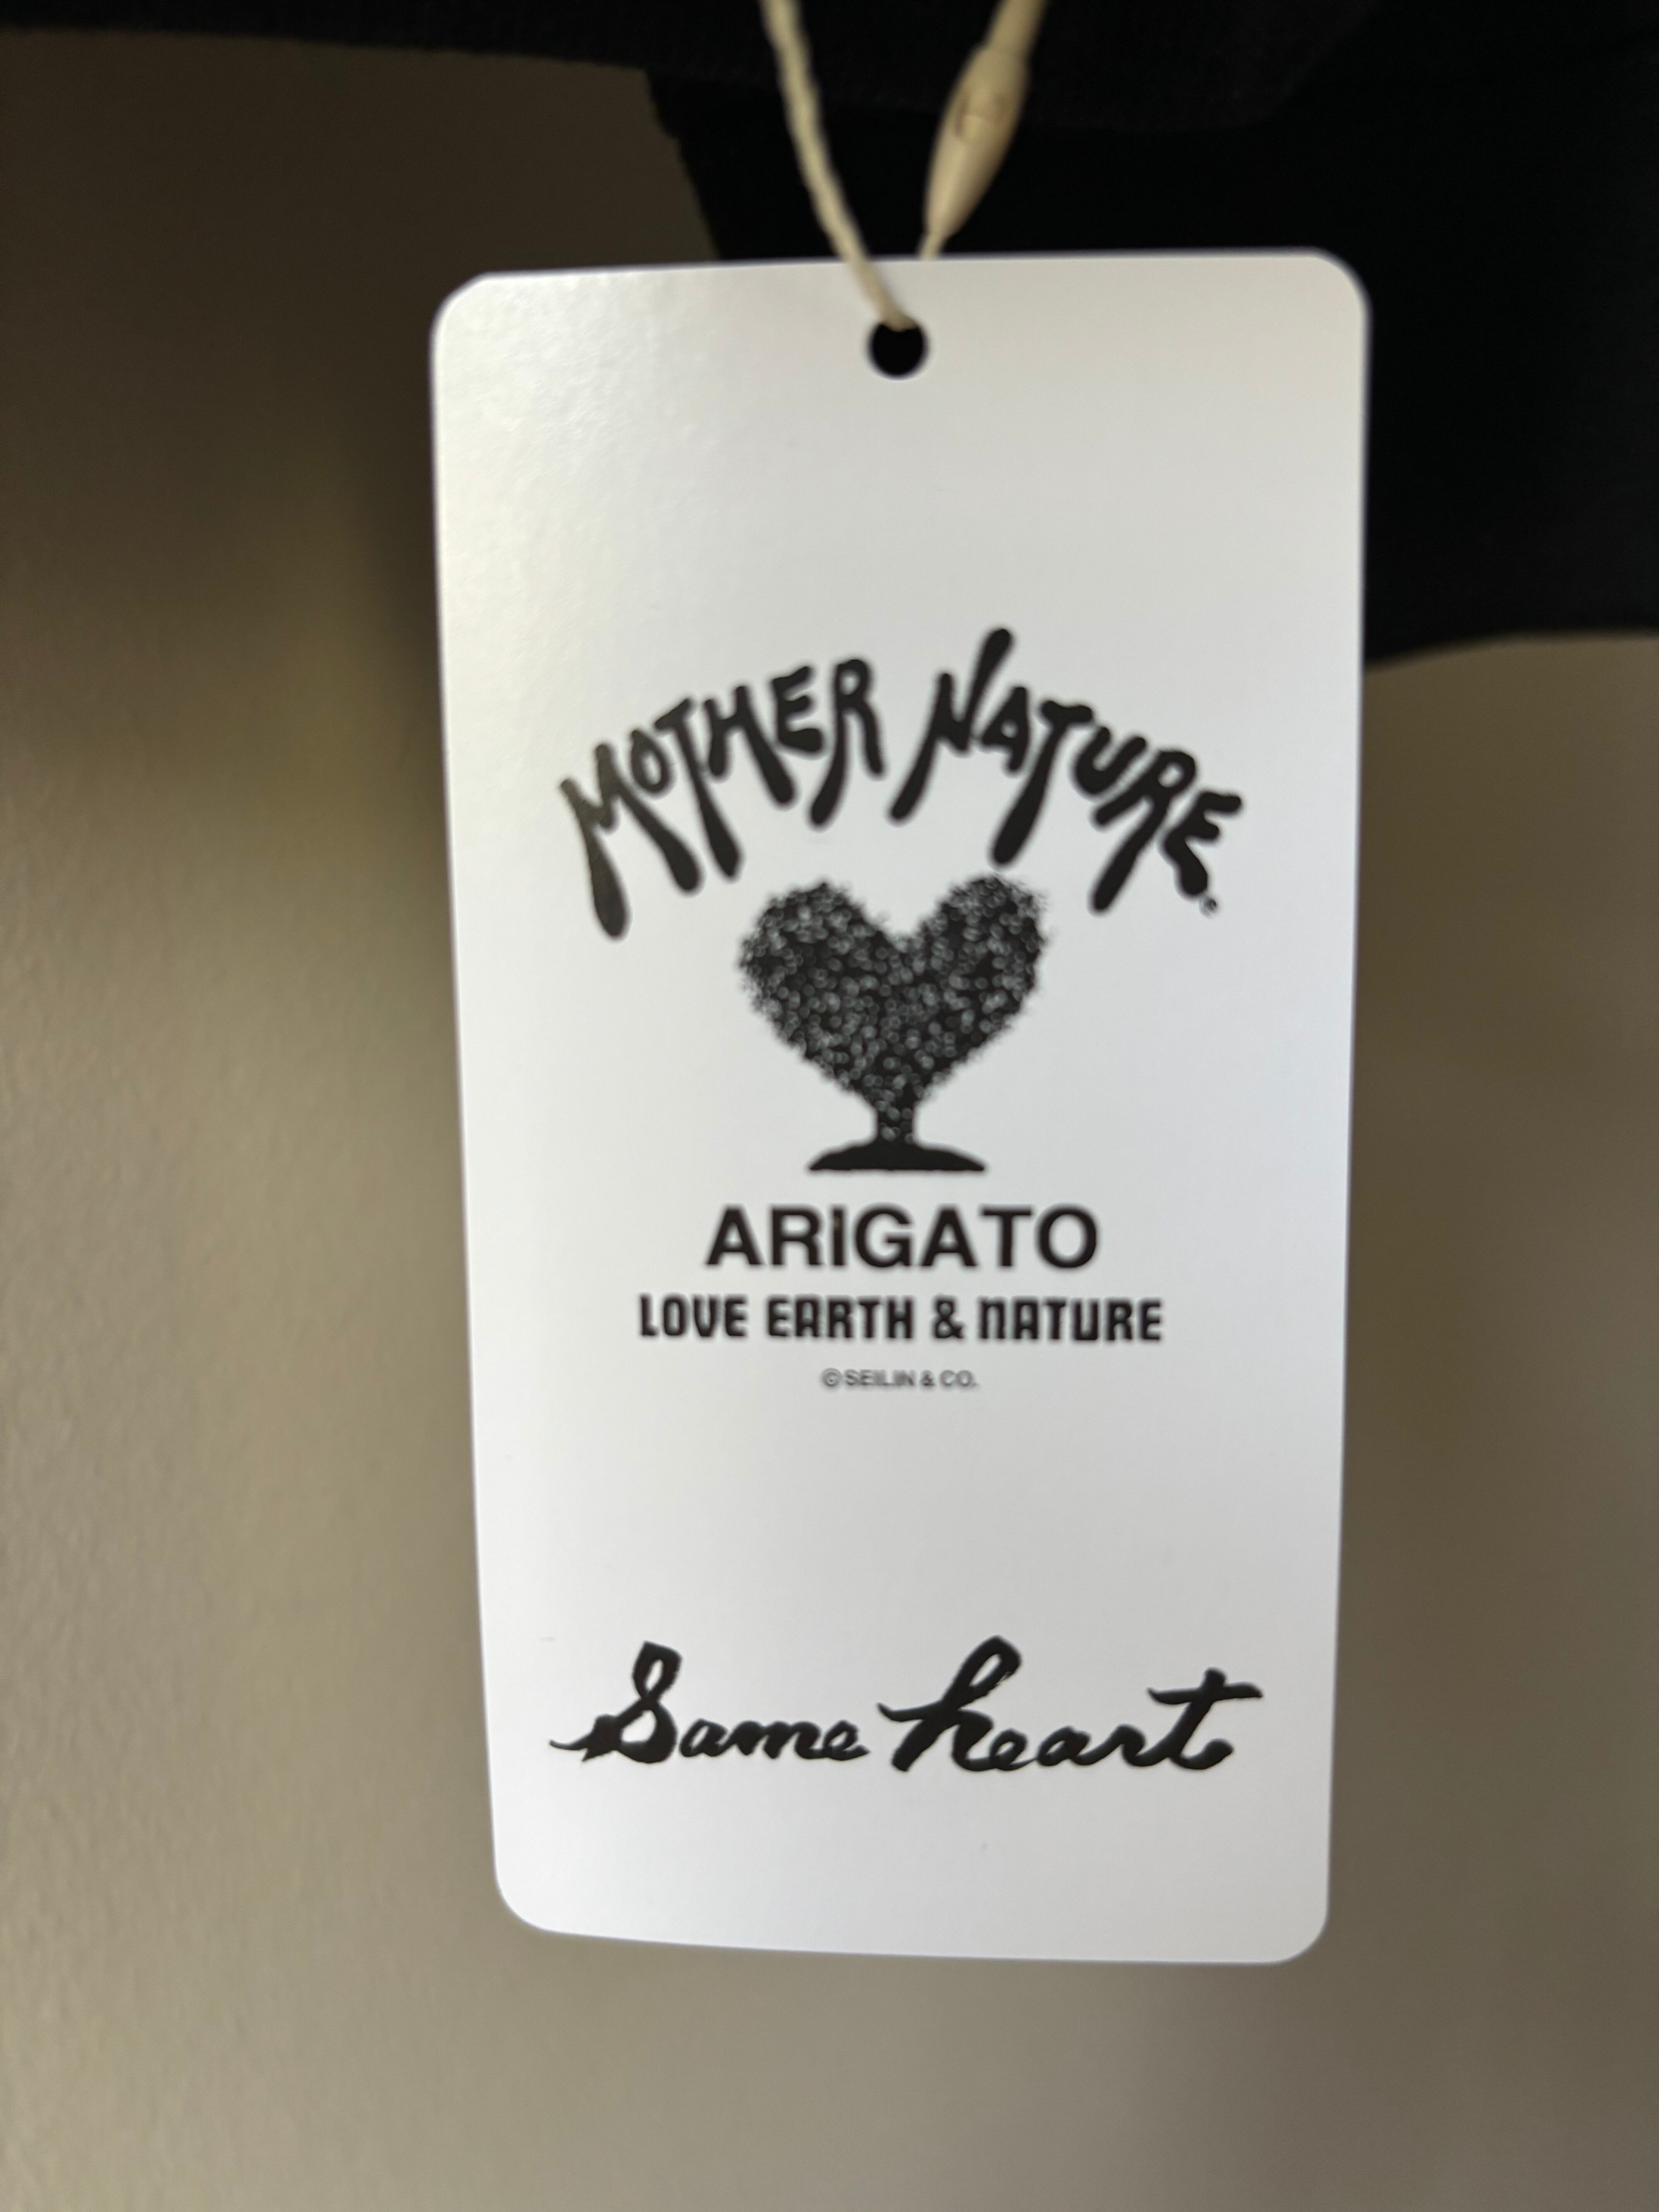 MOTHER NATURE
ARIGATO
LOVE EARTH & NATURE
©SEILIN & CO.
Same heart